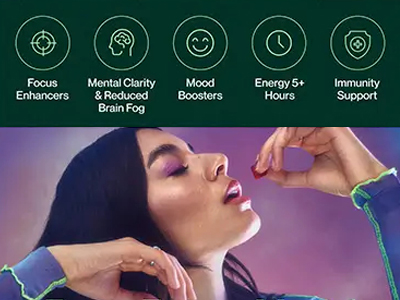 Focus
Enhancers
Mental Clarity
& Reduced
Brain Fog
Mood
Boosters
Energy 5+
Hours
Immunity
Support